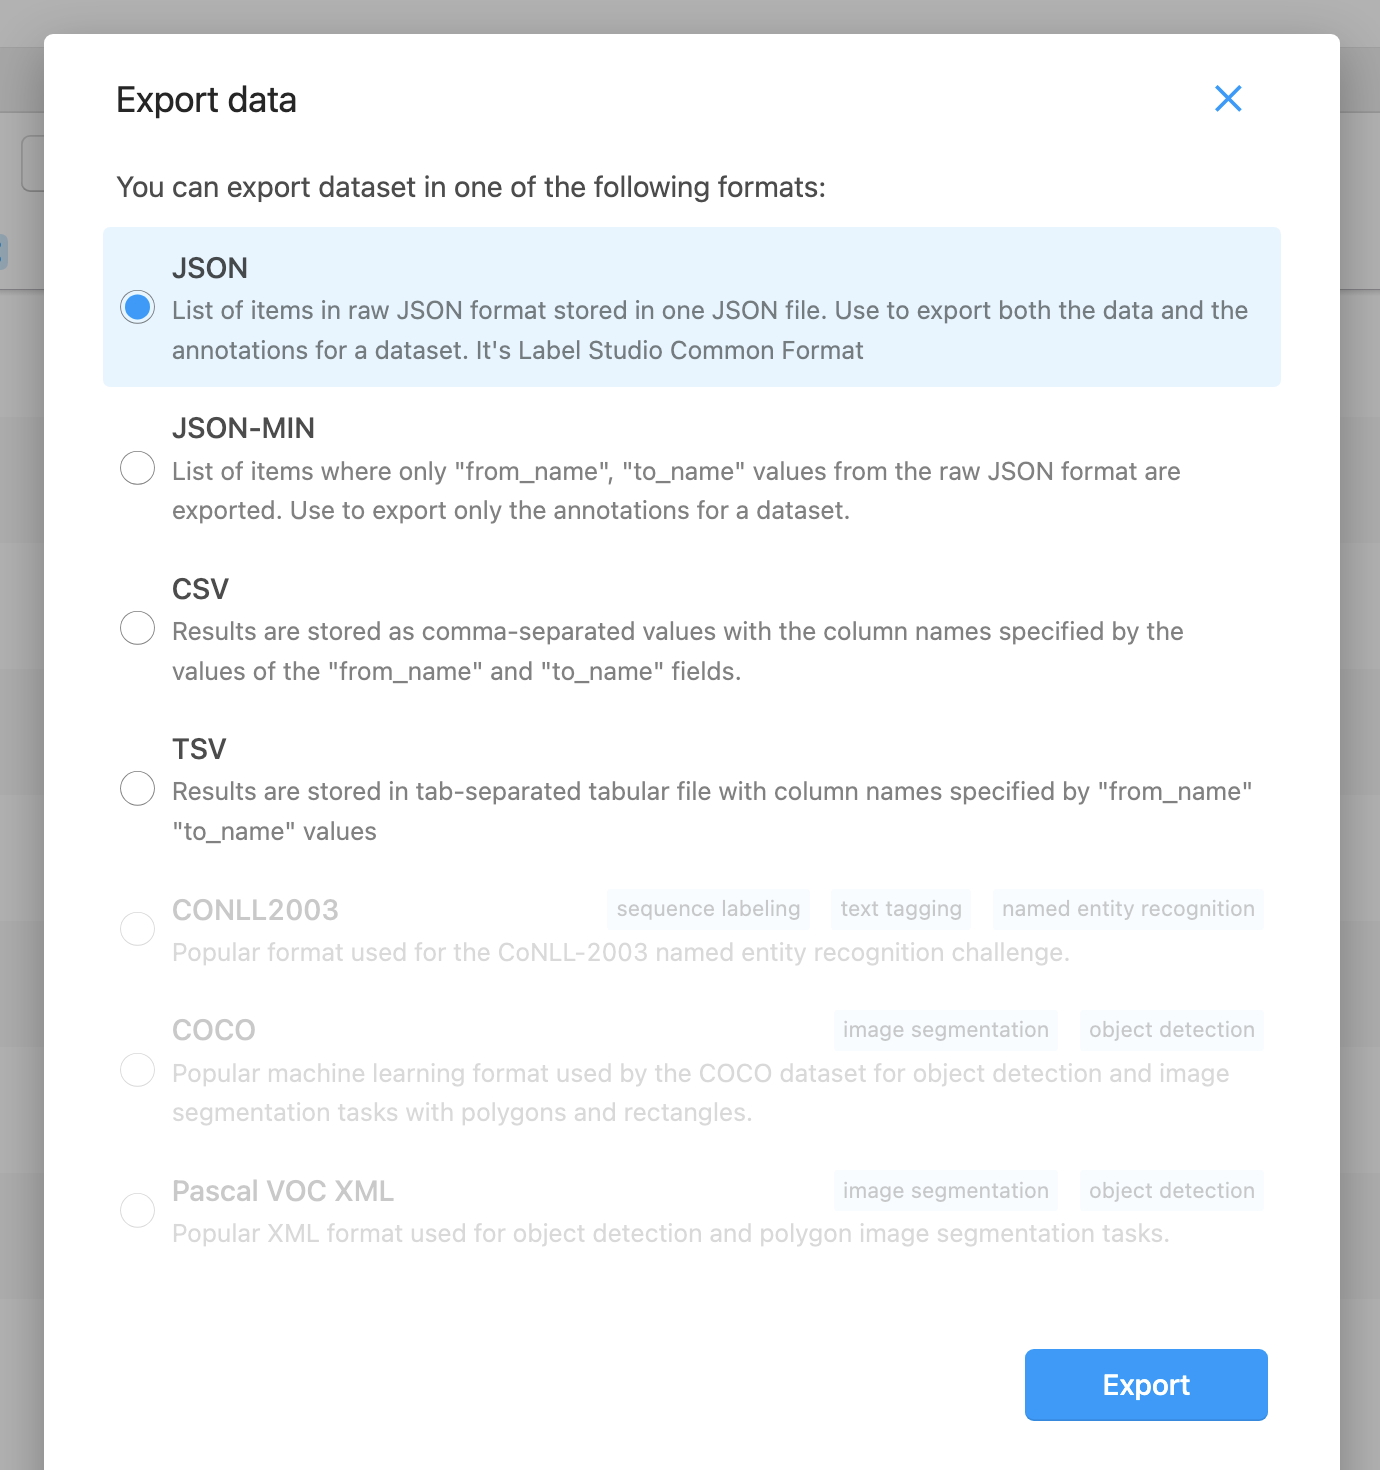 Export data
You can export dataset in one of the following formats:
JSON
List of items in raw JSON format stored in one JSON file. Use to export both the data and the
annotations for a dataset. It's Label Studio Common Format
JSON-MIN
List of items where only "from_name", "to_name" values from the raw JSON format are
exported. Use to export only the annotations for a dataset.
CSV
Results are stored as comma-separated values with the column names specified by the
values of the "from_name" and "to_name" fields.
TSV
Results are stored in tab-separated tabular file with column names specified by "from_name"
"to_name" values
CONLL2003 sequence labeling text tagging named entity recognition
Popular format used for the CoNLL-2003 named entity recognition challenge.
COCO image segmentation object detection
Popular machine learning format used by the COCO dataset for object detection and image
segmentation tasks with polygons and rectangles.
Pascal VOC XML image segmentation object detection
Popular XML format used for object detection and polygon image segmentation tasks.
Export